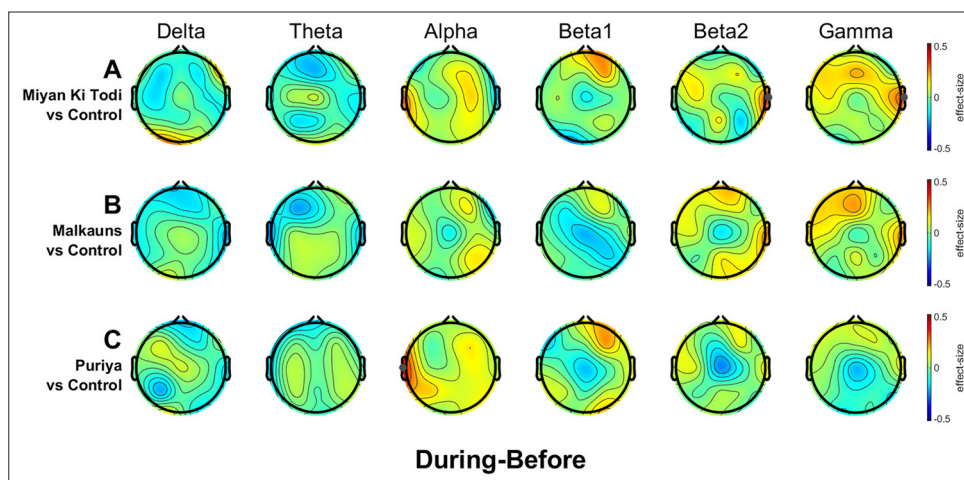 Delta Theta Alpha Beta1 Beta2 Gamma
A
Miyan Ki Todi
vs Control
0.5
0
-0.5
effect-size
B
Malkauns
vs Control
0.5
0
-0.5
effect-size
C
Puriya
vs Control
0.5
0
-0.5
effect-size
During-Before